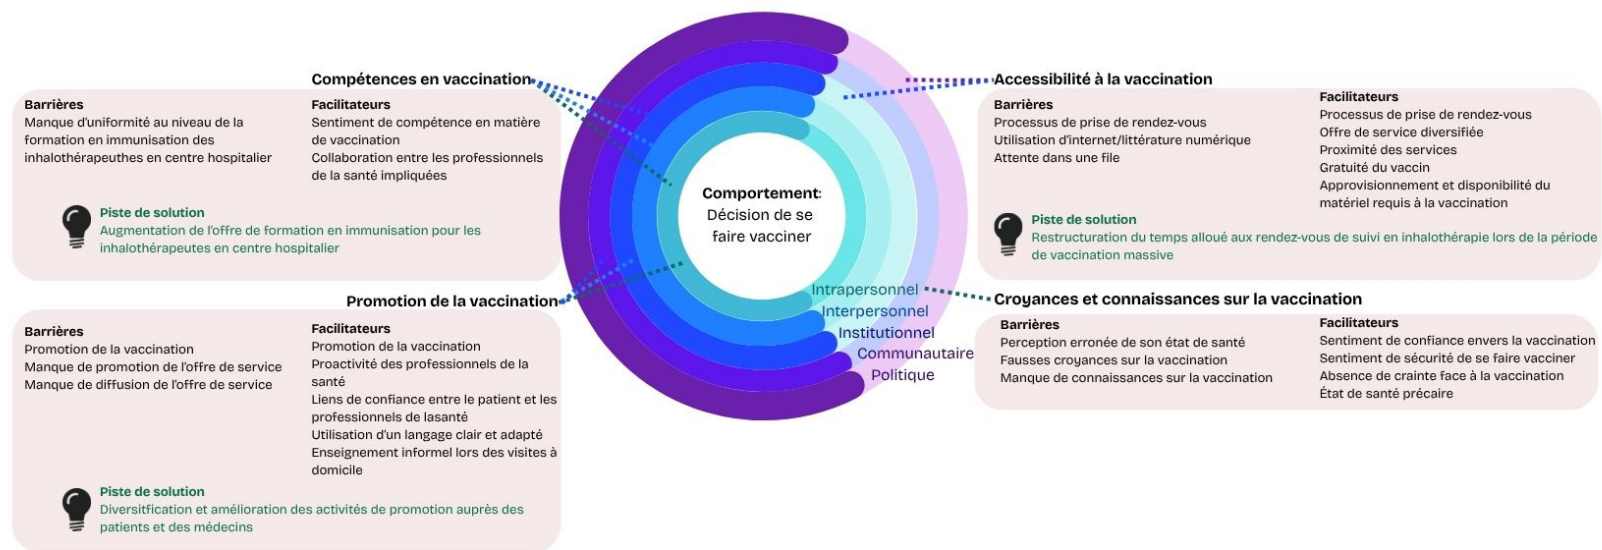 Compétences en vaccination
Barrières
Manque d'uniformité au niveau de la
formation en immunisation des
inhalothérapeuthes en centre hospitalier
Facilitateurs
Sentiment de compétence en matière
de vaccination
Collaboration entre les professionnels
de la santé impliquées
Piste de solution
Augmentation de l'offre de formation en immunisation pour les
inhalothérapeutes en centre hospitalier
Promotion de la vaccination
Barrières
Promotion de la vaccination
Manque de promotion de l'offre de service
Manque de diffusion de l'offre de service
Facilitateurs
Promotion de la vaccination
Proactivité des professionnels de la
santé
Liens de confiance entre le patient et les
professionnels de lasanté
Utilisation d'un langage clair et adapté
Enseignement informel lors des visites à
domicile
Piste de solution
Diversitfication et amélioration des activités de promotion auprès des
patients et des médecins
Comportement:
Décision de se
faire vacciner
Intrapersonnel
Interpersonnel
Institutionnel
Communautaire
Politique
Accessibilité à la vaccination
Barrières
Processus de prise de rendez-vous
Utilisation d'internet/littérature numérique
Attente dans une file
Facilitateurs
Processus de prise de rendez-vous
Offre de service diversifiée
Proximité des services
Gratuité du vaccin
Approvisionnement et disponibilité du
matériel requis à la vaccination
Piste de solution
Restructuration du temps alloué aux rendez-vous de suivi en inhalothérapie lors de la période
de vaccination massive
Croyances et connaissances sur la vaccination
Barrières
Perception erronée de son état de santé
Fausses croyances sur la vaccination
Manque de connaissances sur la vaccination
Facilitateurs
Sentiment de confiance envers la vaccination
Sentiment de sécurité de se faire vacciner
Absence de crainte face à la vaccination
État de santé précaire